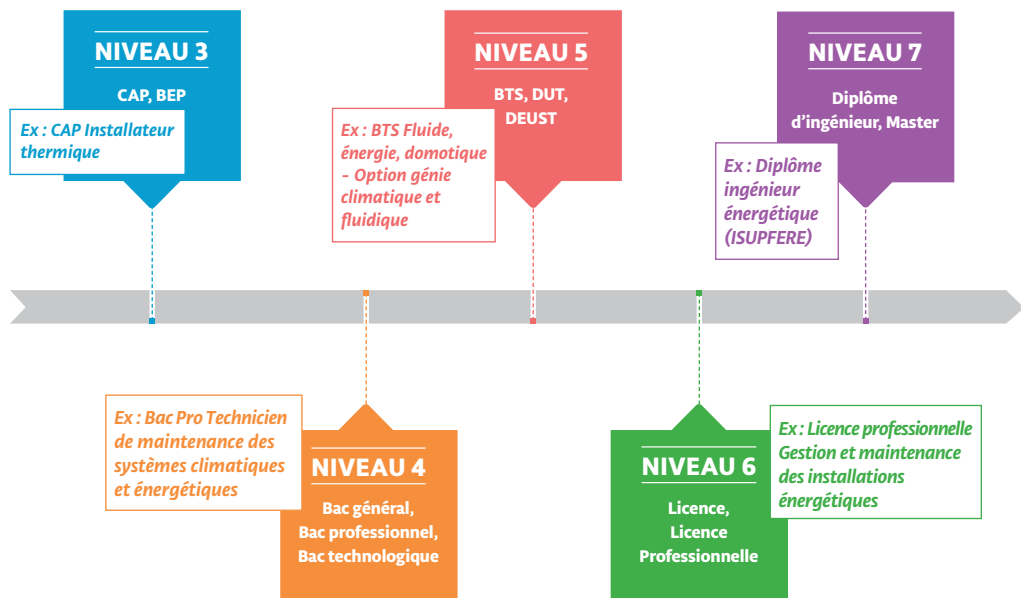 NIVEAU 3
CAP, BEP
Ex : CAP Installateur
thermique
NIVEAU 5
BTS, DUT,
DEUST
Ex : BTS Fluide,
énergie, domotique
- Option génie
climatique et
fluidique
NIVEAU 7
Diplôme
d'ingénieur, Master
Ex : Diplôme
ingénieur
énergétique
(ISUPFERE)
Ex : Bac Pro Technicien
de maintenance des
systèmes climatiques
et énergétiques
NIVEAU 4
Bac général,
Bac professionnel,
Bac technologique
NIVEAU 6
Licence,
Licence
Professionnelle
Ex : Licence professionnelle
Gestion et maintenance
des installations
énergétiques